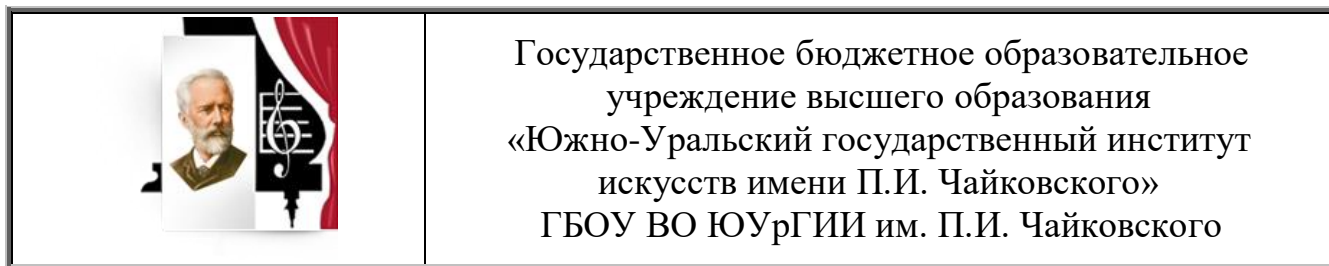 Государственное бюджетное образовательное
учреждение высшего образования
«Южно-Уральский государственный институт
искусств имени П.И. Чайковского»
ГБОУ ВО ЮУрГИИ им. П.И. Чайковского